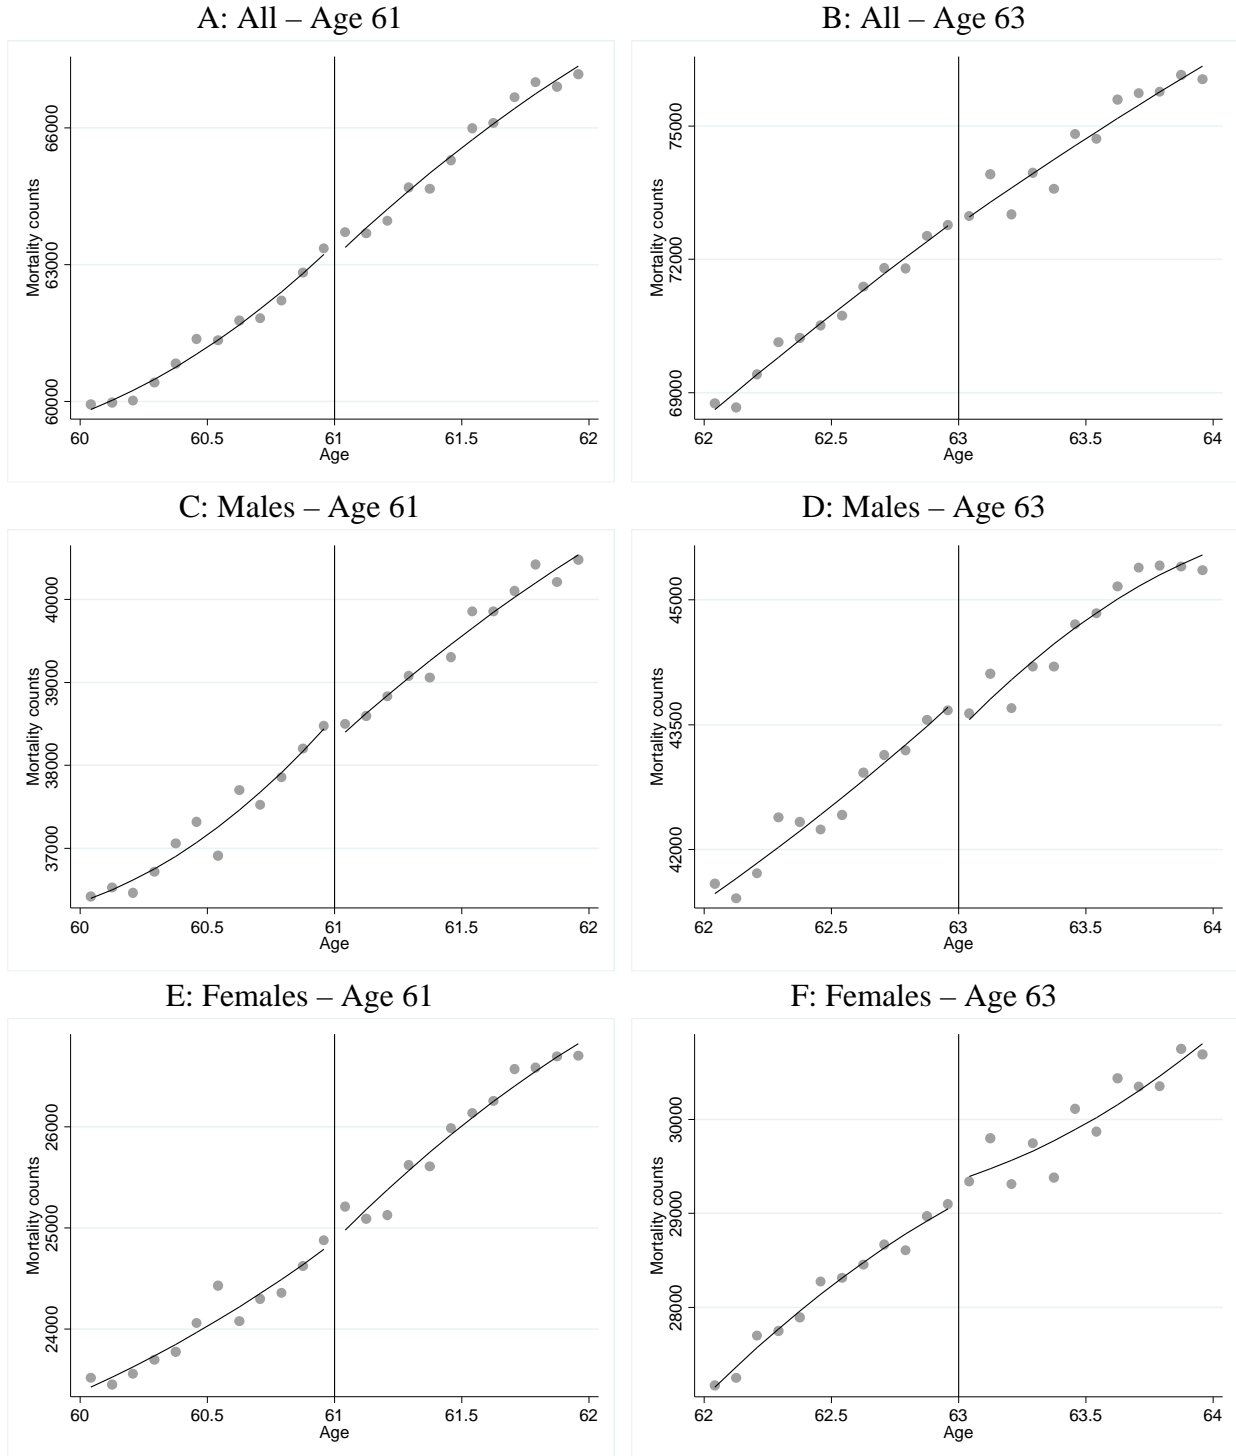 A: All – Age 61
Mortality counts
66000
63000
60000
60 60.5 61 61.5 62
Age
B: All – Age 63
Mortality counts
75000
72000
69000
62 62.5 63 63.5 64
Age
C: Males – Age 61
Mortality counts
40000
39000
38000
37000
60 60.5 61 61.5 62
Age
D: Males – Age 63
Mortality counts
45000
43500
42000
62 62.5 63 63.5 64
Age
E: Females – Age 61
Mortality counts
26000
25000
24000
60 60.5 61 61.5 62
Age
F: Females – Age 63
Mortality counts
30000
29000
28000
62 62.5 63 63.5 64
Age